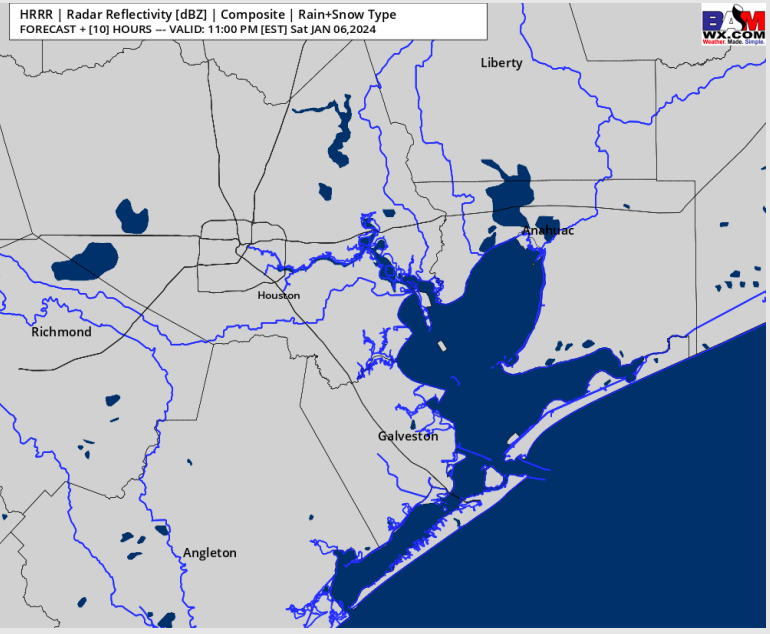 HRRR | Radar Reflectivity [dBZ] | Composite | Rain+Snow Type
FORECAST + [10] HOURS --- VALID: 11:00 PM [EST] Sat JAN 06,2024
BAM
WX.COM
Weather. Made. Simple.
Liberty
Anahuac
Houston
Richmond
Galveston
Angleton